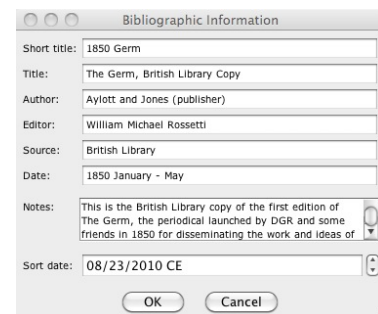 Bibliographic Information
Short title: 1850 Germ
Title: The Germ, British Library Copy
Author: Aylott and Jones (publisher)
Editor: William Michael Rossetti
Source: British Library
Date: 1850 January - May
Notes: This is the British Library copy of the first edition of
The Germ, the periodical launched by DGR and some
friends in 1850 for disseminating the work and ideas of
Sort date: 08/23/2010 CE
OK Cancel